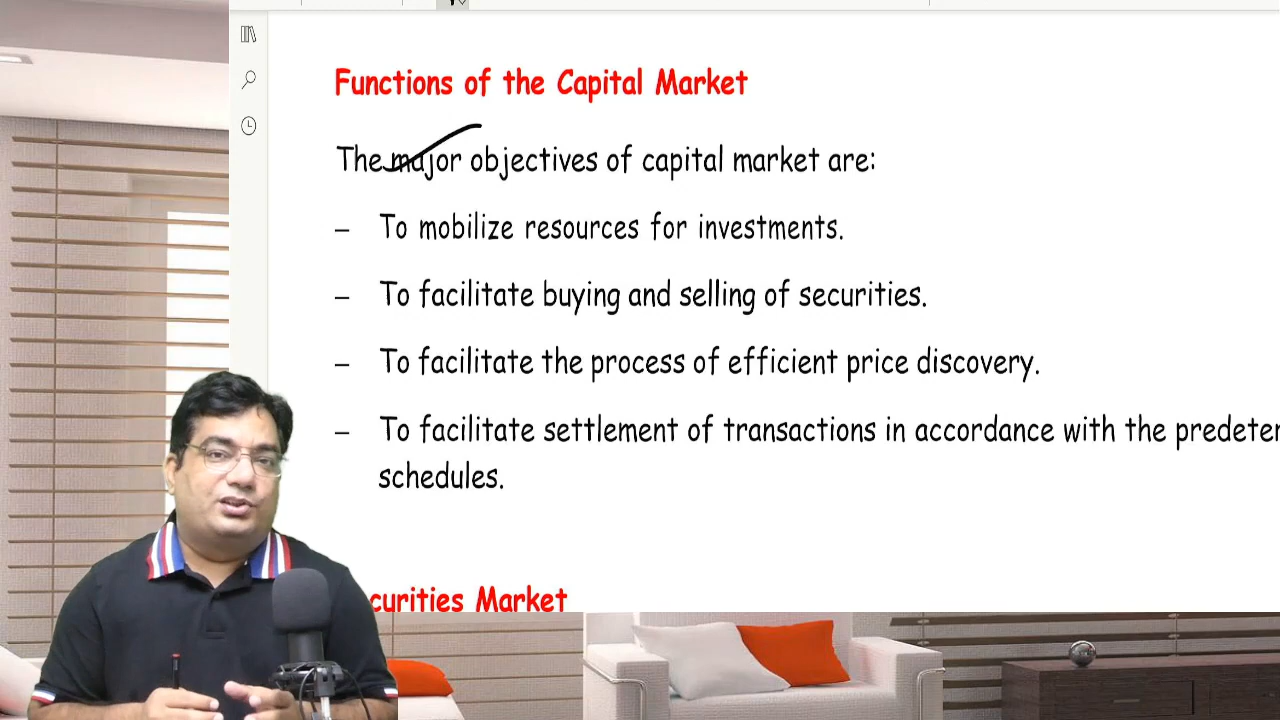 Functions of the Capital Market
The major objectives of capital market are:
– To mobilize resources for investments.
– To facilitate buying and selling of securities.
– To facilitate the process of efficient price discovery.
– To facilitate settlement of transactions in accordance with the predeter
schedules.
curities Market